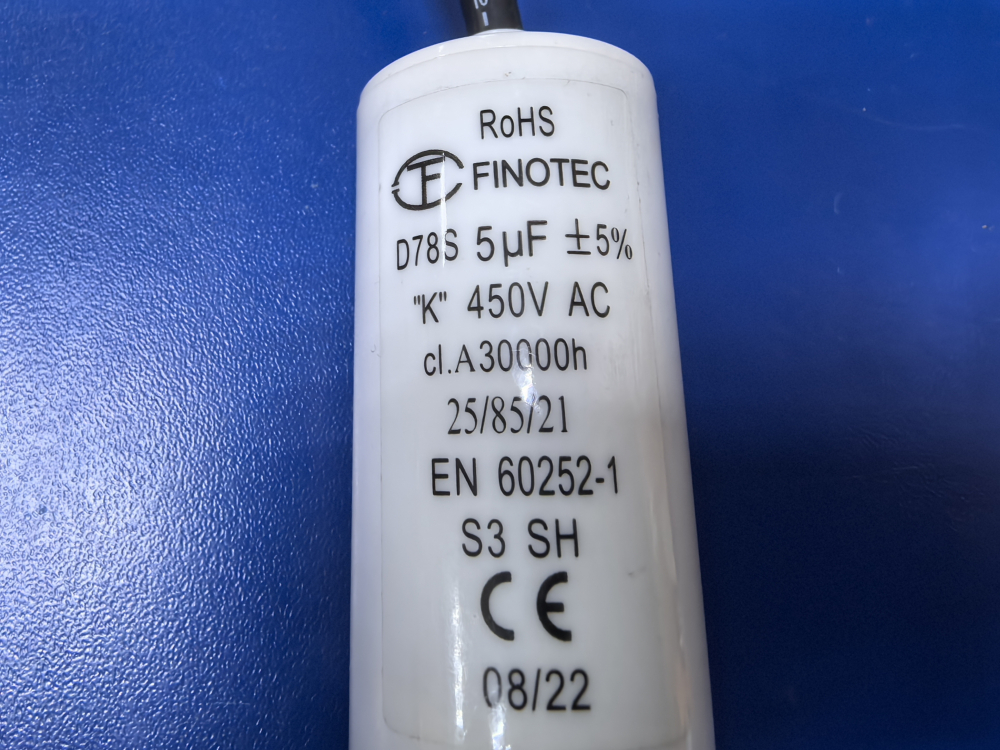 RoHS
FINOTEC
D78S 5µF ±5%
"K" 450V AC
cl.A30000h
25/85/21
EN 60252-1
S3 SH
CE
08/22